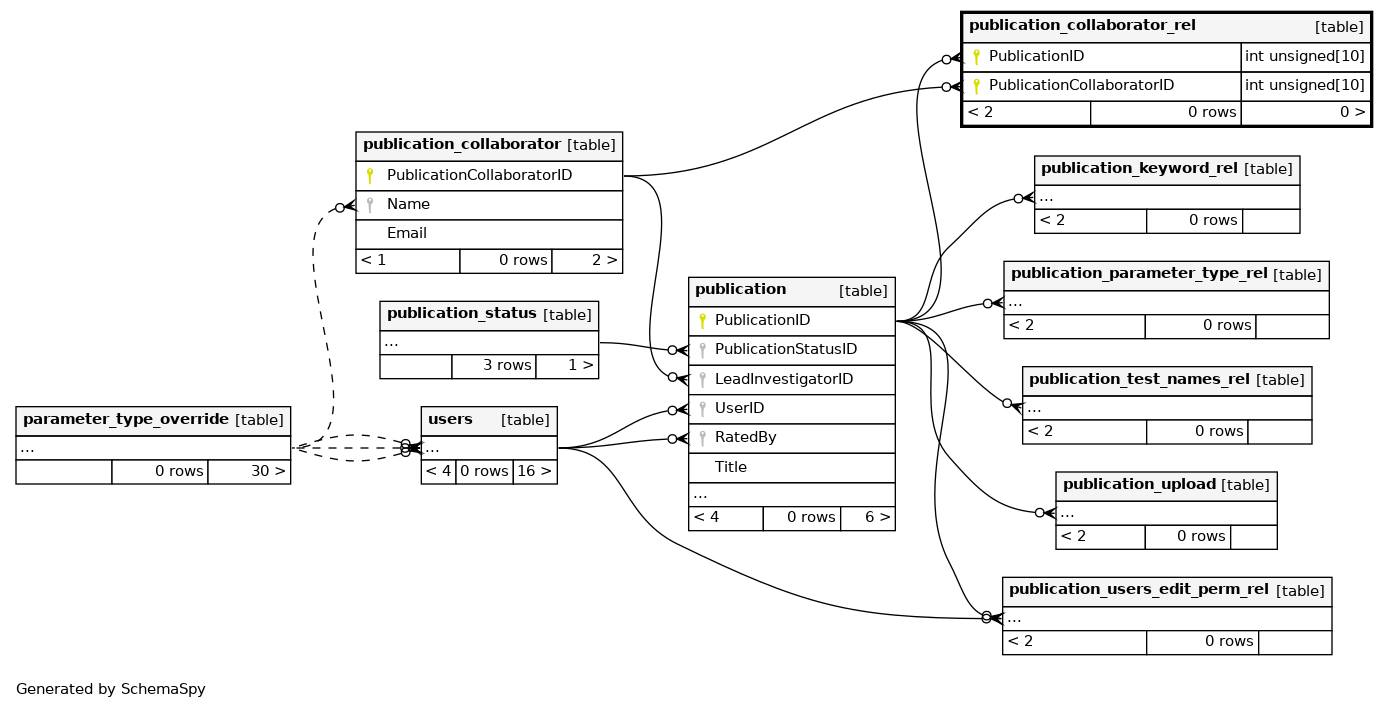 publication_collaborator_rel [table]
PublicationID int unsigned[10]
PublicationCollaboratorID int unsigned[10]
< 2 0 rows 0 >
publication_collaborator [table]
PublicationCollaboratorID
Name
Email
< 1 0 rows 2 >
publication_keyword_rel [table]
...
< 2 0 rows
publication_parameter_type_rel [table]
...
< 2 0 rows
publication [table]
PublicationID
PublicationStatusID
LeadInvestigatorID
UserID
RatedBy
Title
...
< 4 0 rows 6 >
publication_status [table]
...
3 rows 1 >
publication_test_names_rel [table]
...
< 2 0 rows
parameter_type_override [table]
...
0 rows 30 >
users [table]
...
< 4 0 rows 16 >
publication_upload [table]
...
< 2 0 rows
publication_users_edit_perm_rel [table]
...
< 2 0 rows
Generated by SchemaSpy